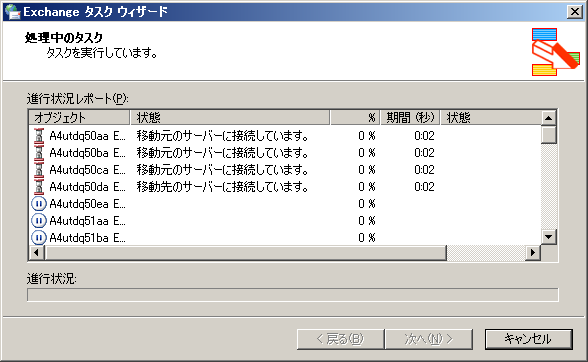 Exchange タスク ウィザード
処理中のタスク
タスクを実行しています。
進行状況レポート(P):
オブジェクト 状態 % 期間 (秒) 状態
A4utdq50aa E... 移動元のサーバーに接続しています。 0 % 0:02
A4utdq50ba E... 移動元のサーバーに接続しています。 0 % 0:02
A4utdq50ca E... 移動元のサーバーに接続しています。 0 % 0:02
A4utdq50da E... 移動先のサーバーに接続しています。 0 % 0:02
A4utdq50ea E... 0 %
A4utdq51aa E... 0 %
A4utdq51ba E... 0 %
進行状況:
< 戻る(B) 次へ(N) > キャンセル